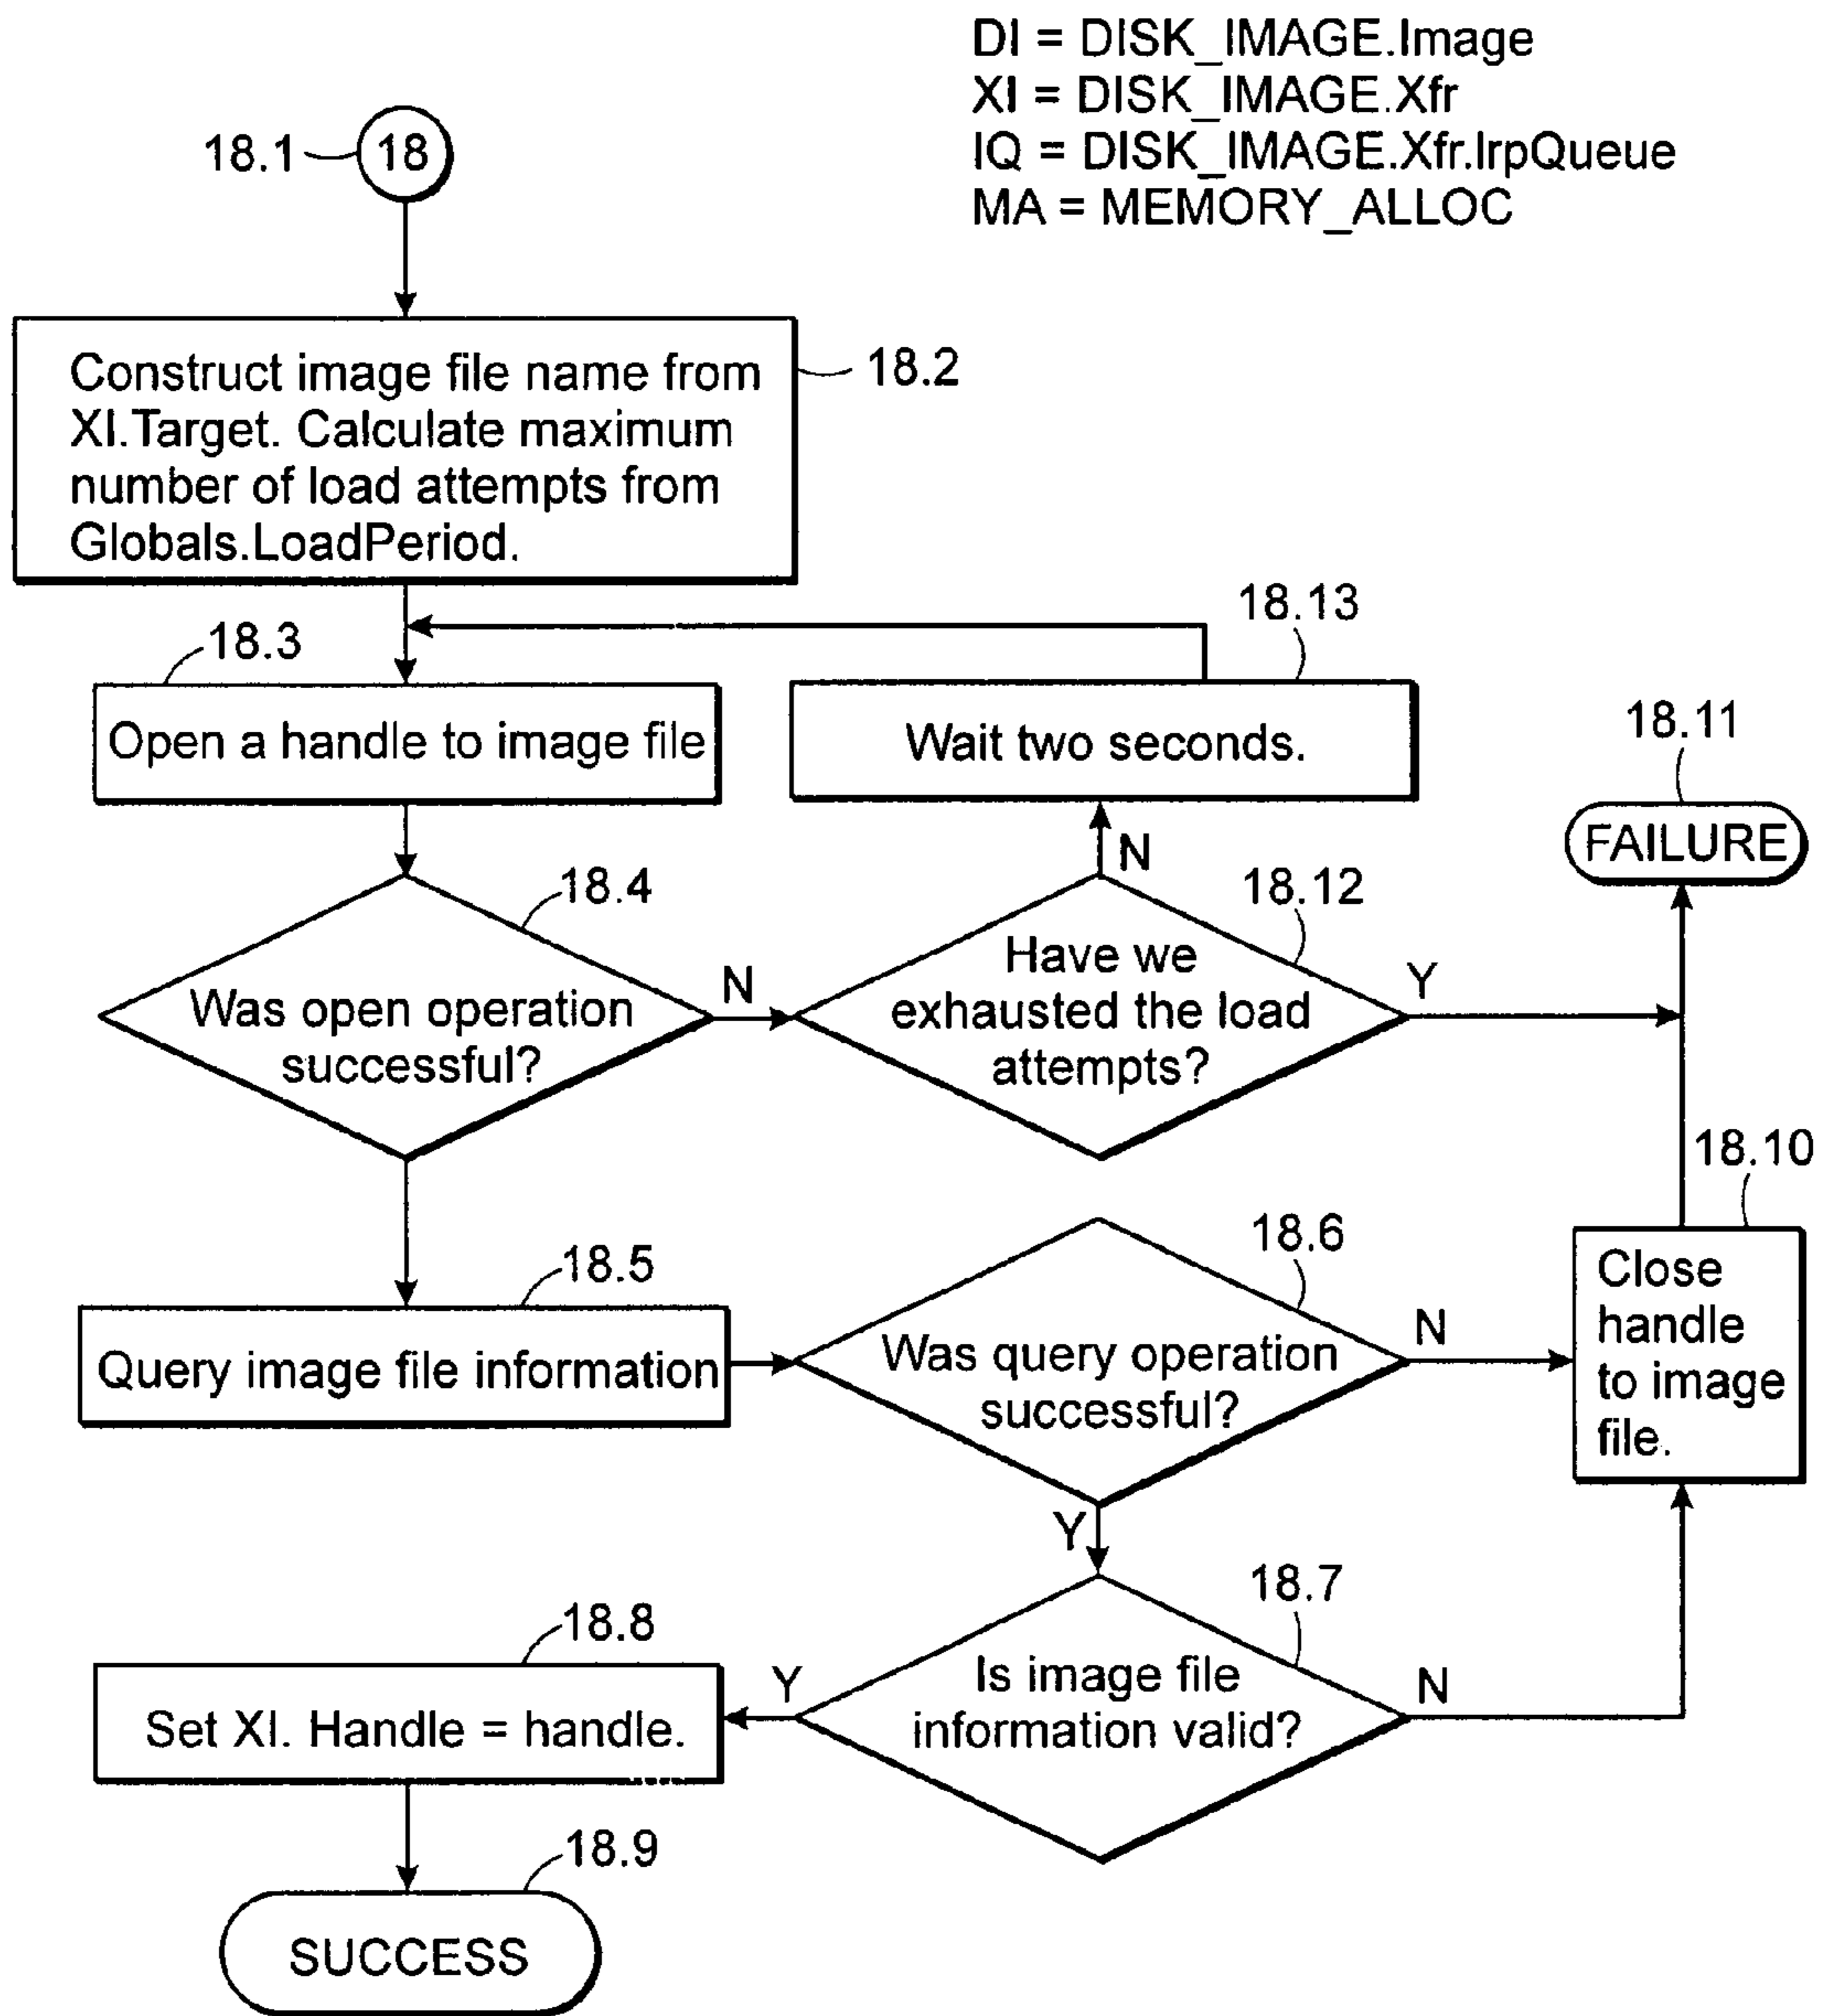 DI = DISK_IMAGE.Image
XI = DISK_IMAGE.Xfr
IQ = DISK_IMAGE.Xfr.IrpQueue
MA = MEMORY_ALLOC
18.1
18
Construct image file name from
XI.Target. Calculate maximum
number of load attempts from
Globals.LoadPeriod.
18.2
18.3
Open a handle to image file
18.13
Wait two seconds.
18.11
FAILURE
18.4
Was open operation
successful?
N
N
18.12
Have we
exhausted the load
attempts?
Y
18.5
Query image file information
18.6
Was query operation
successful?
N
Y
18.10
Close
handle
to image
file.
18.7
Is image file
information valid?
N
Y
18.8
Set XI. Handle = handle.
18.9
SUCCESS